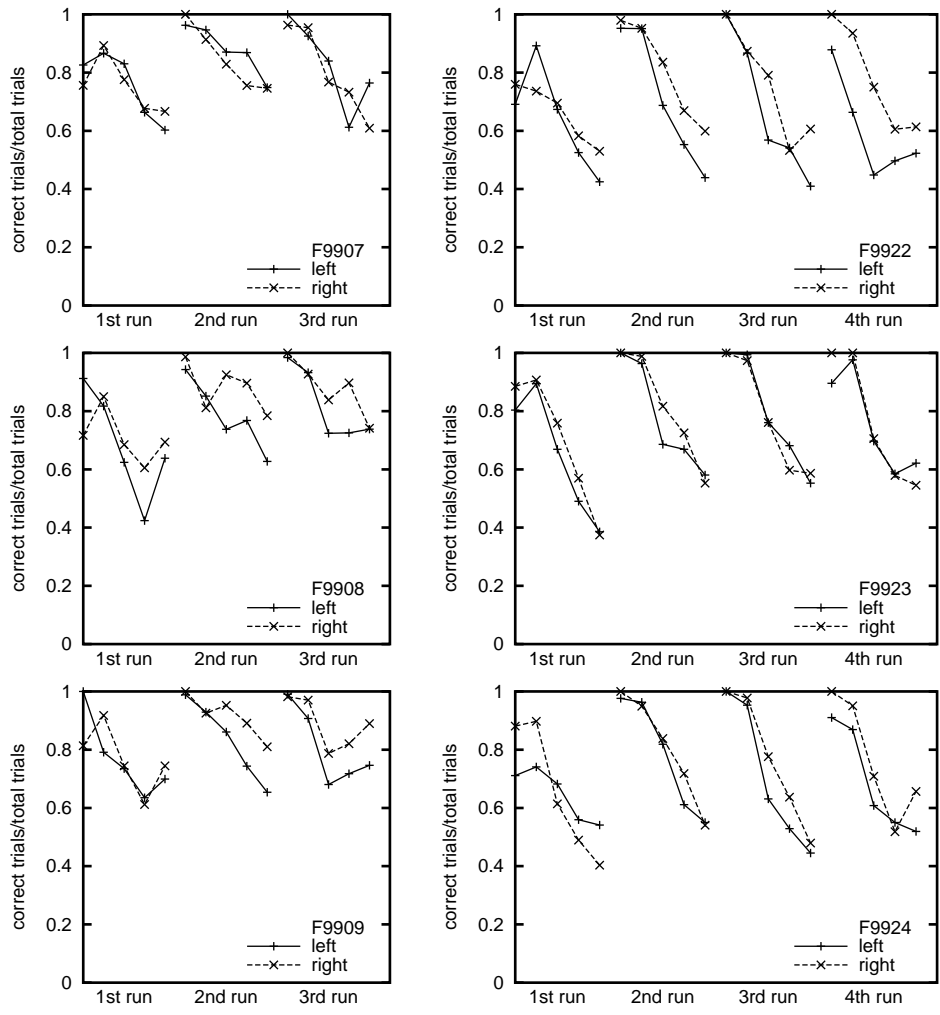 correct trials/total trials
1
0.8
0.6
0.4
0.2
0
F9907
left
right
1st run 2nd run 3rd run
correct trials/total trials
1
0.8
0.6
0.4
0.2
0
F9922
left
right
1st run 2nd run 3rd run 4th run
correct trials/total trials
1
0.8
0.6
0.4
0.2
0
F9908
left
right
1st run 2nd run 3rd run
correct trials/total trials
1
0.8
0.6
0.4
0.2
0
F9923
left
right
1st run 2nd run 3rd run 4th run
correct trials/total trials
1
0.8
0.6
0.4
0.2
0
F9909
left
right
1st run 2nd run 3rd run
correct trials/total trials
1
0.8
0.6
0.4
0.2
0
F9924
left
right
1st run 2nd run 3rd run 4th run